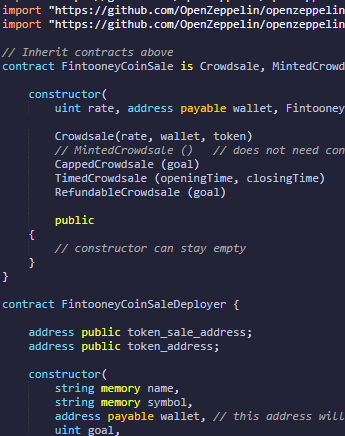 import "https://github.com/OpenZeppelin/openzeppelin
import "https://github.com/OpenZeppelin/openzeppelin
// Inherit contracts above
contract FintooneyCoinSale is Crowdsale, MintedCrowd
constructor(
uint rate, address payable wallet, Fintooney
Crowdsale(rate, wallet, token)
// MintedCrowdsale () // does not need con
CappedCrowdsale (goal)
TimedCrowdsale (openingTime, closingTime)
RefundableCrowdsale (goal)
public
{
// constructor can stay empty
}
}
contract FintooneyCoinSaleDeployer {
address public token_sale_address;
address public token_address;
constructor(
string memory name,
string memory symbol,
address payable wallet, // this address will
uint goal,